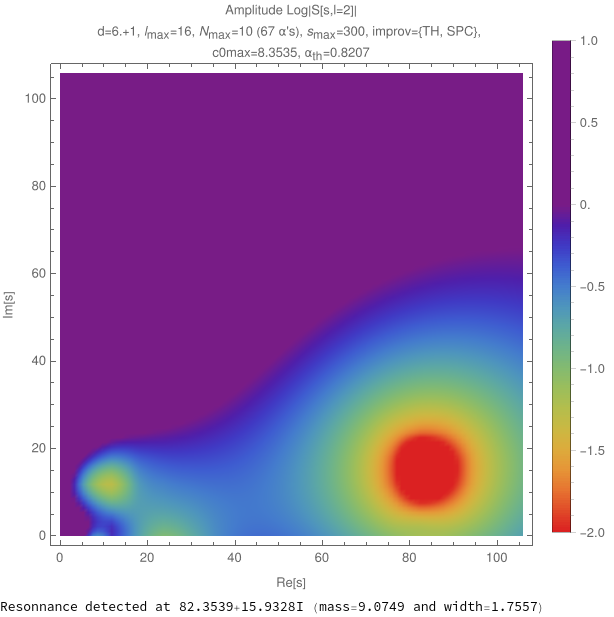 Amplitude Log|S[s,l=2]|
d=6.+1, lmax=16, Nmax=10 (67 α's), smax=300, improv={TH, SPC},
c0max=8.3535, αth=0.8207
Im[s]
100
80
60
40
20
0
0 20 40 60 80 100
Re[s]
1.0
0.5
0.
−0.5
−1.0
−1.5
−2.0
Resonnance detected at 82.3539+15.9328I (mass=9.0749 and width=1.7557)